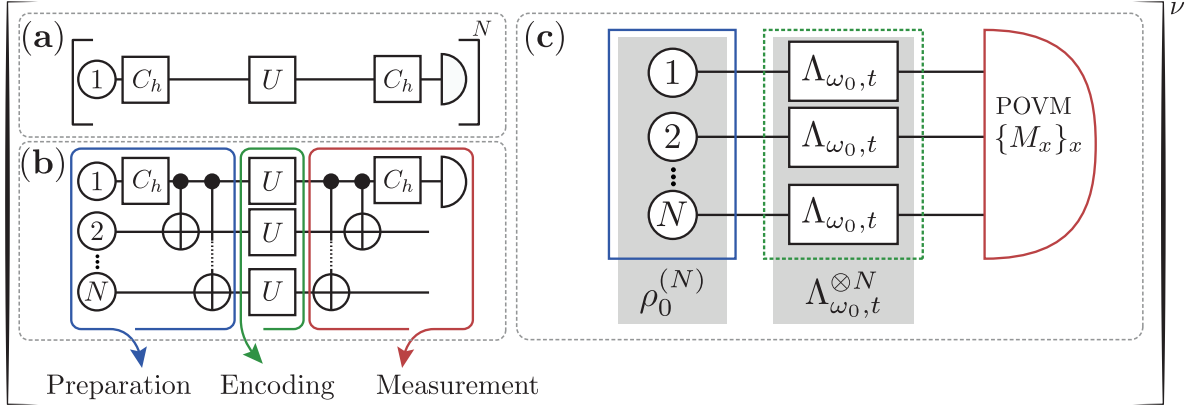 ν
(a)
N
1 C_h U C_h
(b)
1 C_h U C_h
2 U
N U
Preparation Encoding Measurement
(c)
1 Λ_{ω_0,t}
2 Λ_{ω_0,t}
N Λ_{ω_0,t}
POVM
{M_x}_x
ρ_0^{(N)} Λ_{ω_0,t}^{⊗N}